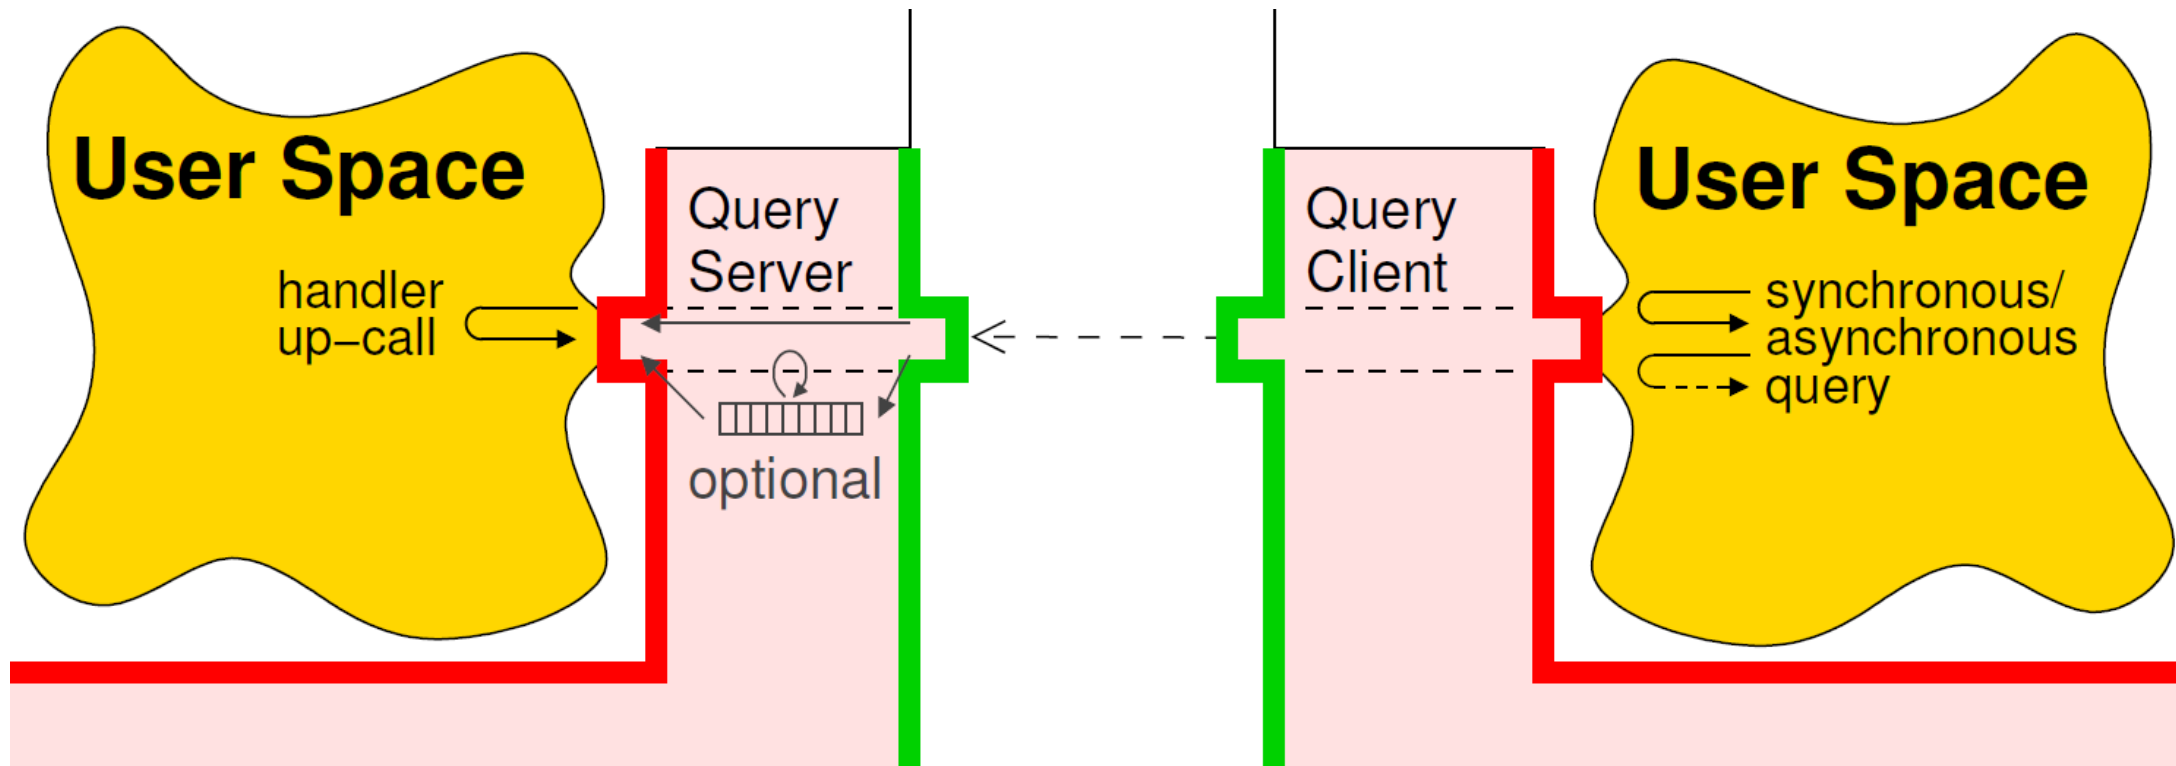 User Space
handler
up−call
Query
Server
optional
Query
Client
User Space
synchronous/
asynchronous
query